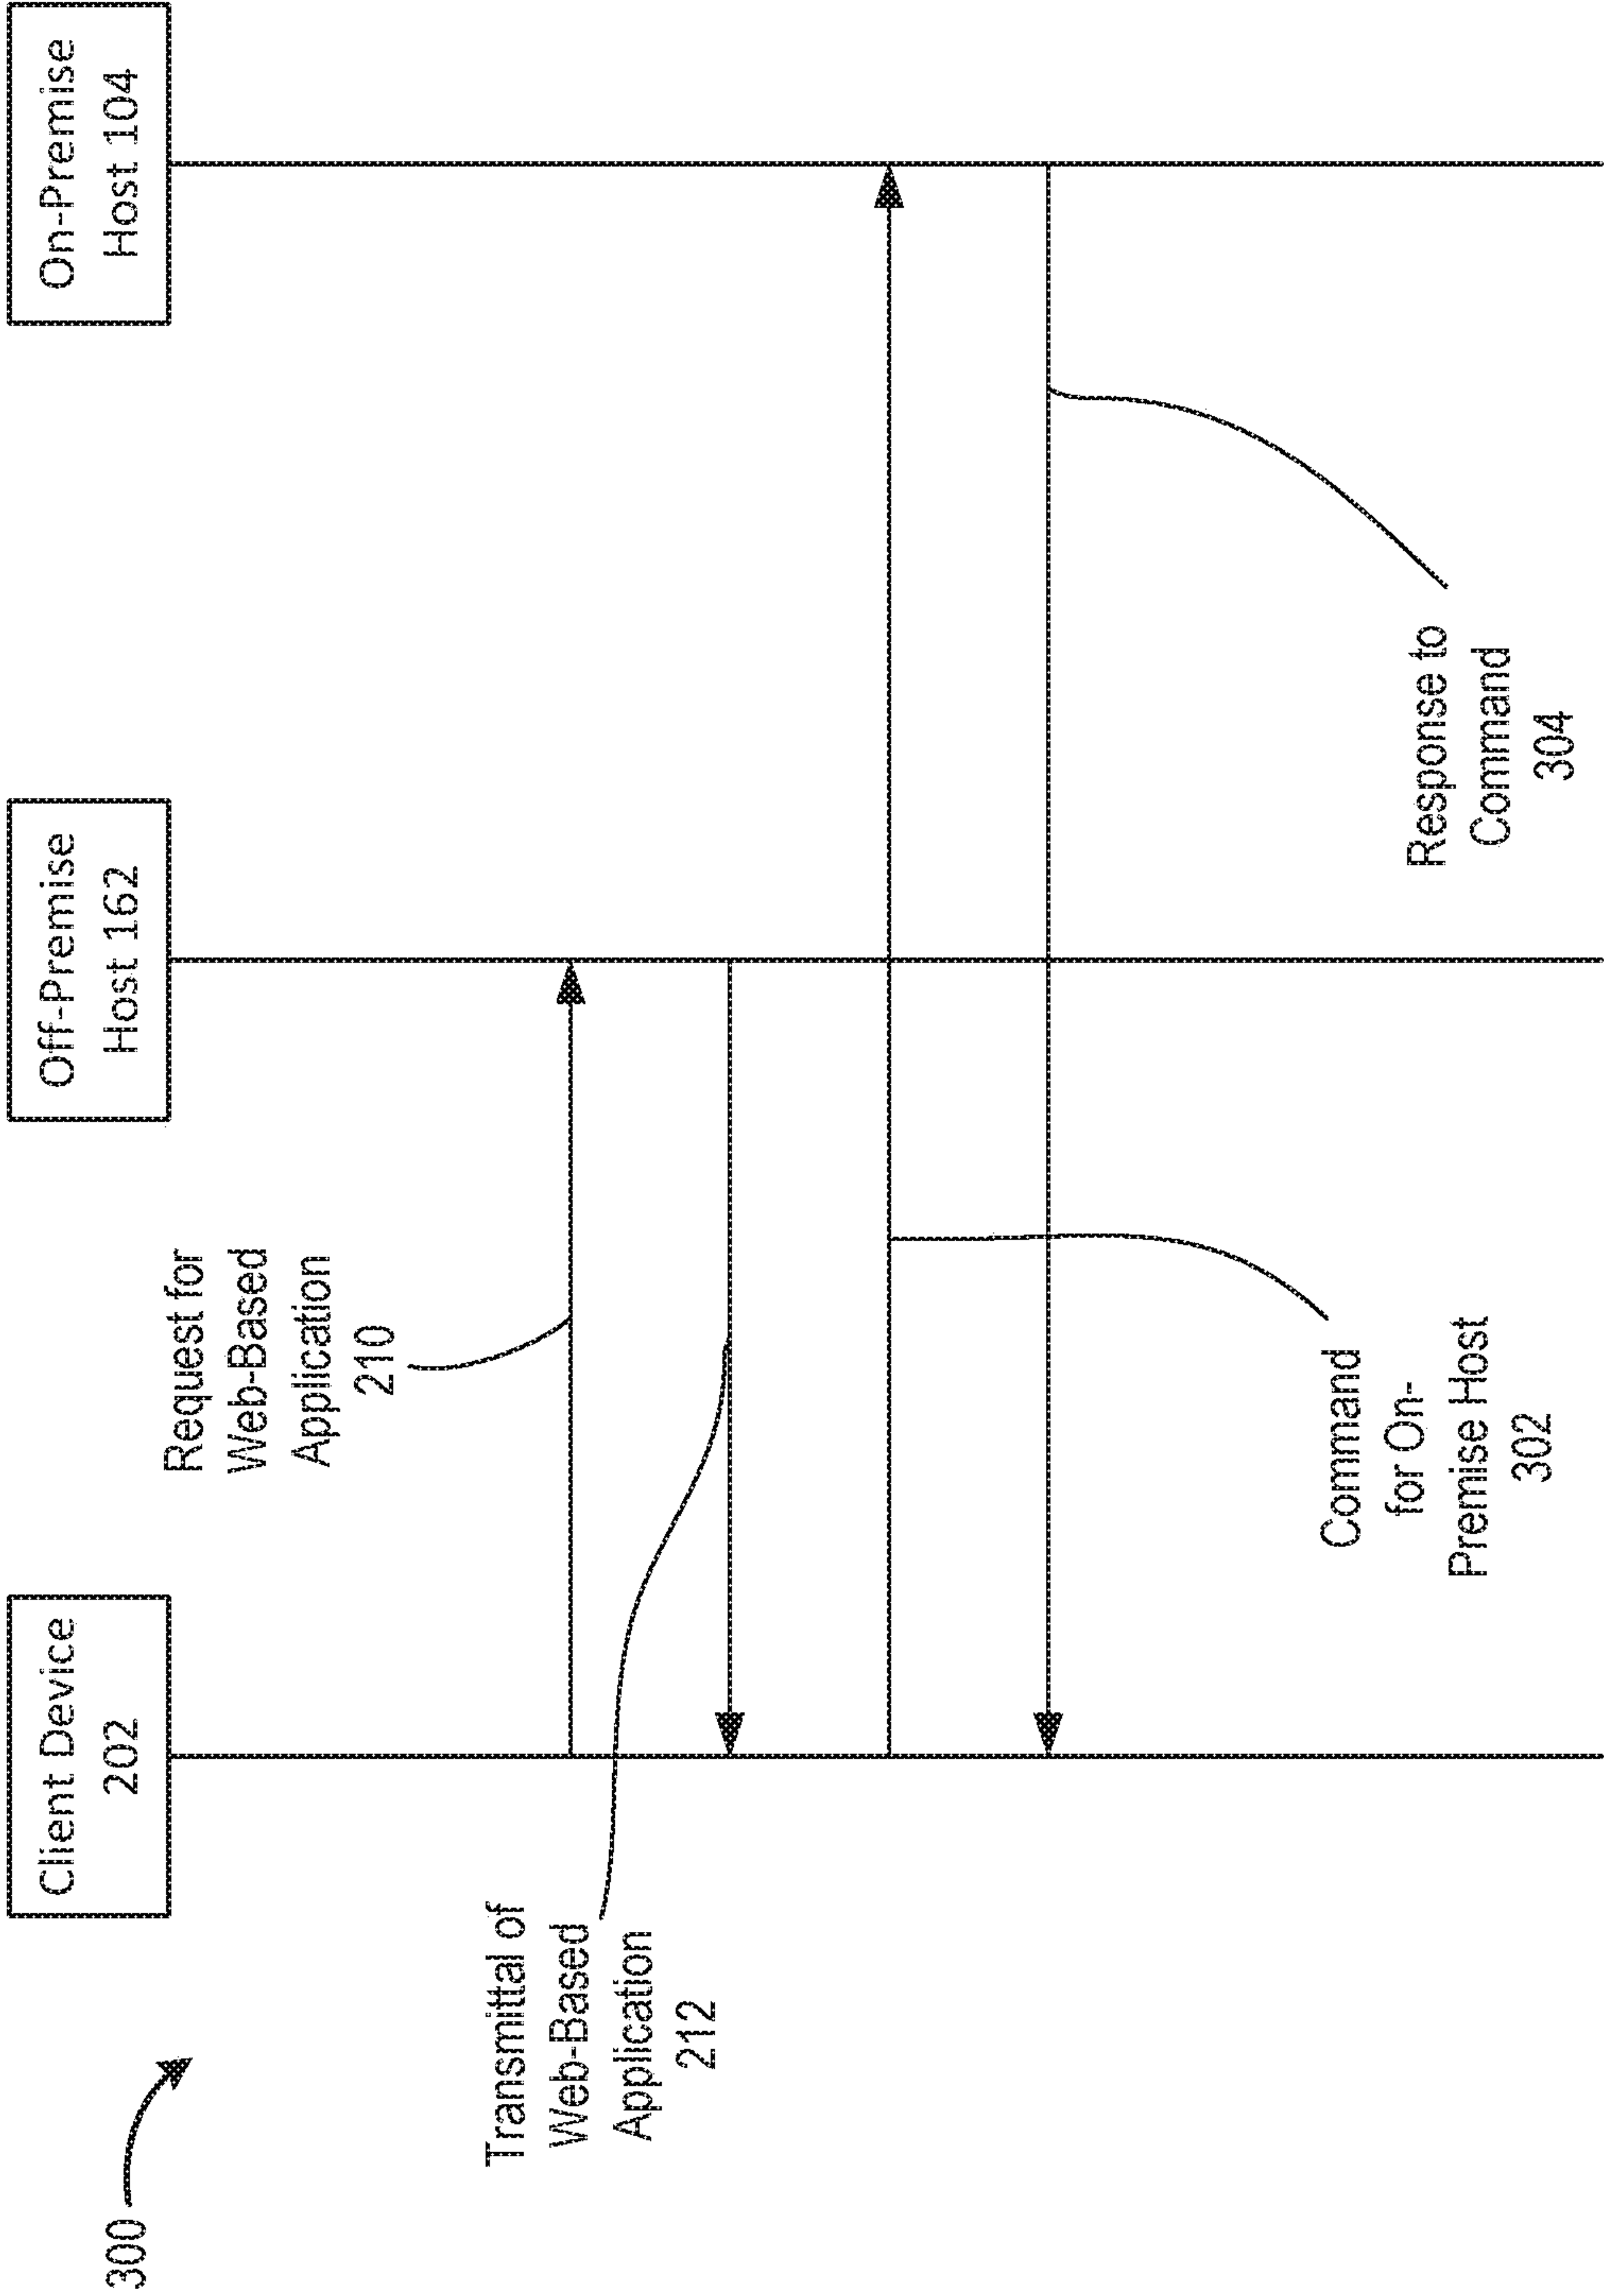 300
Client Device
202
Off-Premise
Host 162
On-Premise
Host 104
Request for
Web-Based
Application
210
Transmittal of
Web-Based
Application
212
Command
for On-
Premise Host
302
Response to
Command
304